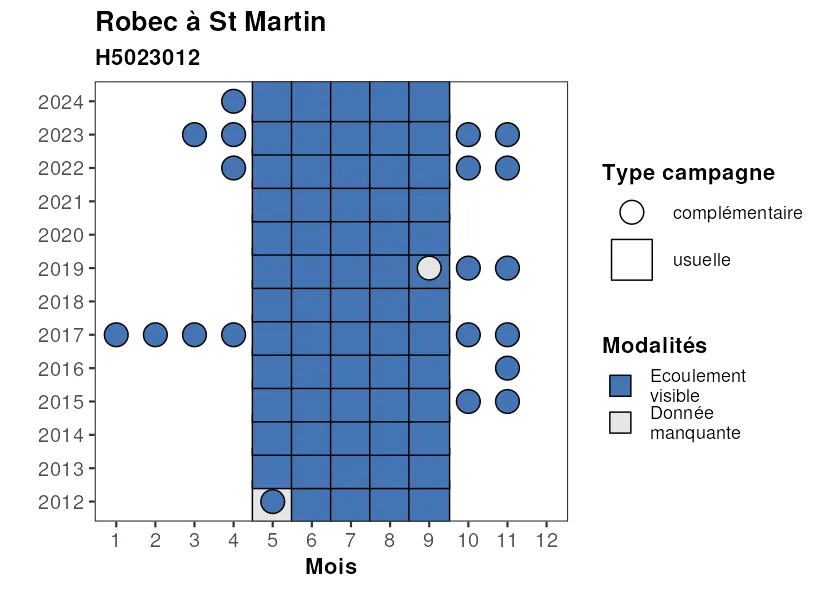 Robec à St Martin
H5023012
2024
2023
2022
2021
2020
2019
2018
2017
2016
2015
2014
2013
2012
1 2 3 4 5 6 7 8 9 10 11 12
Mois
Type campagne
complémentaire
usuelle
Modalités
Ecoulement
visible
Donnée
manquante